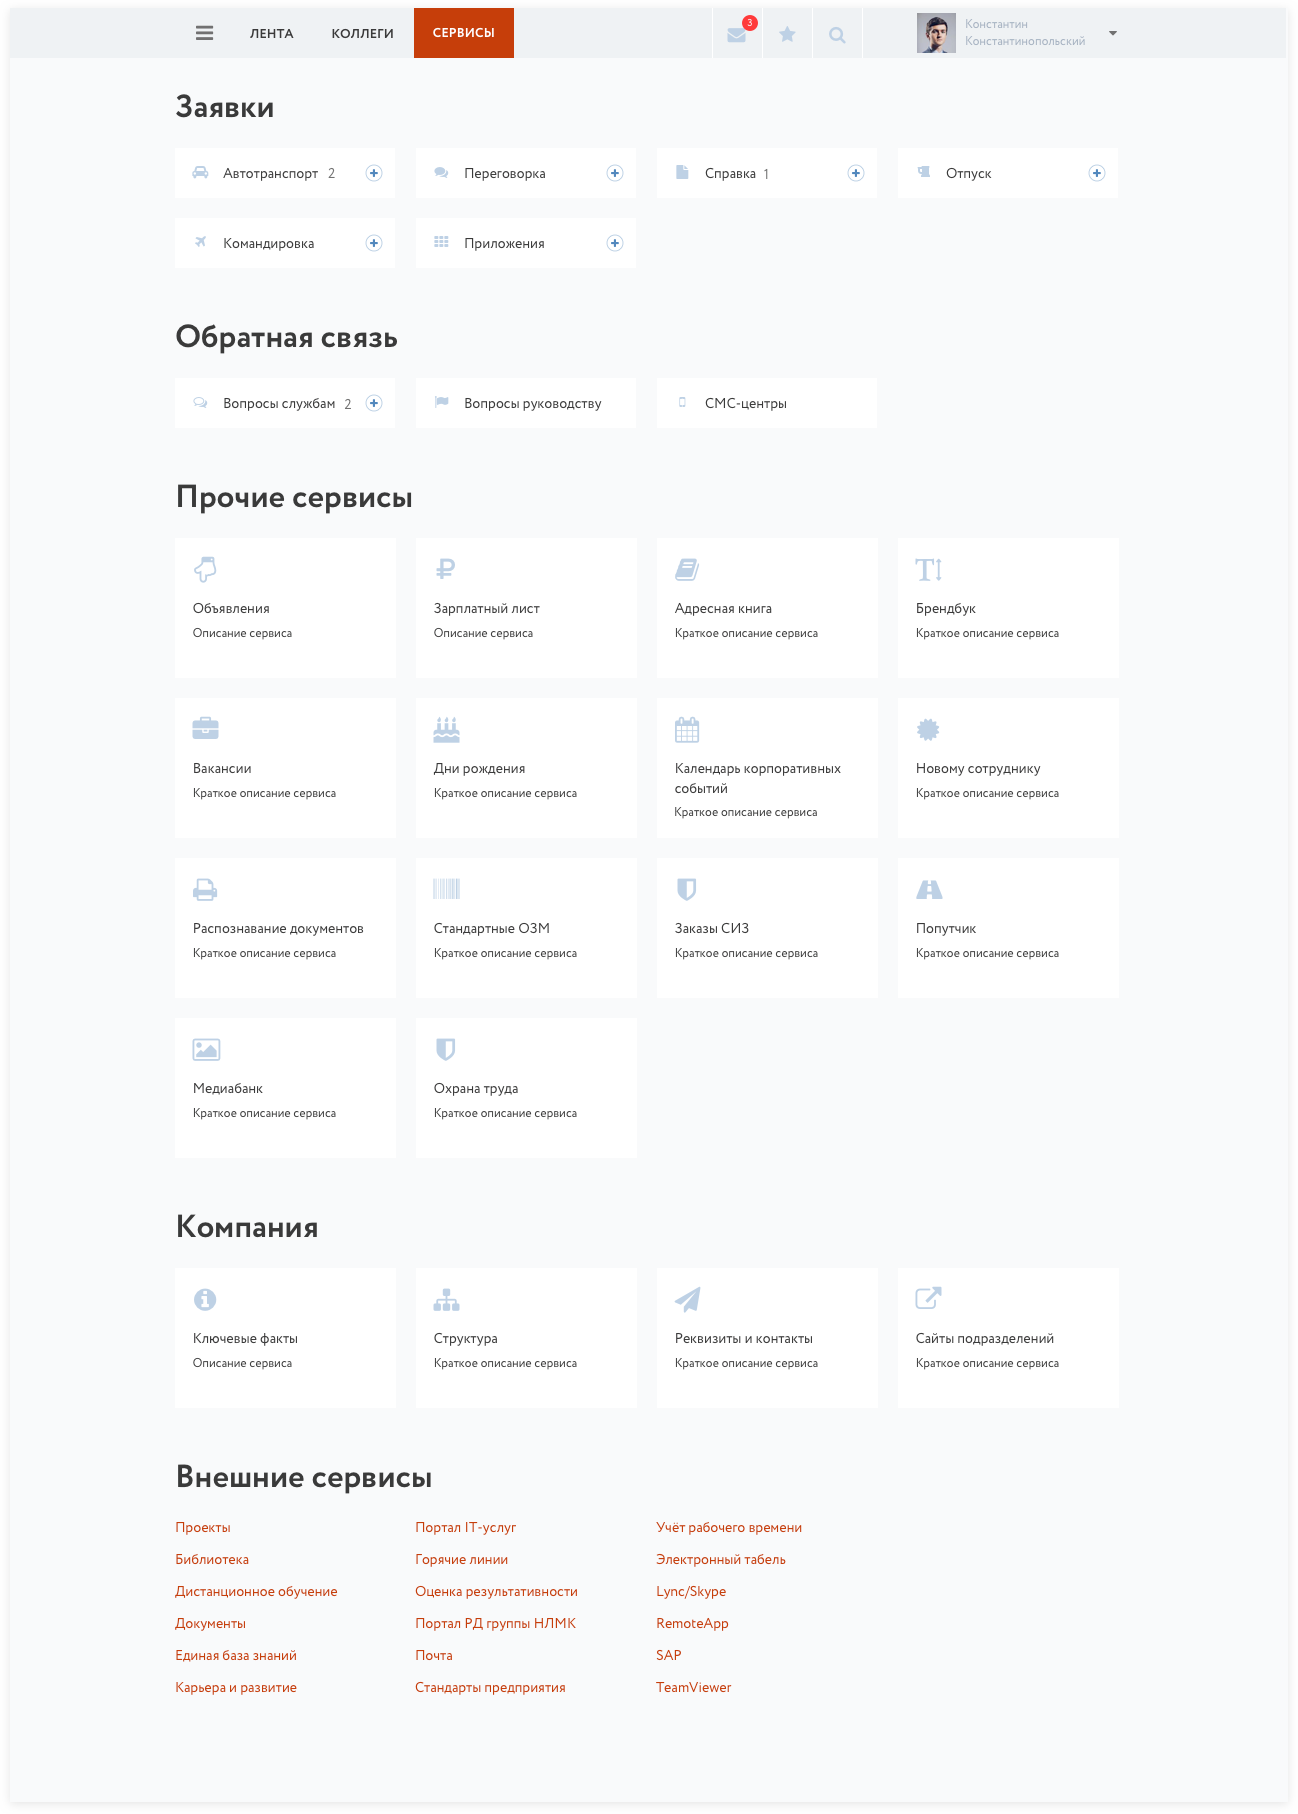 ЛЕНТА
КОЛЛЕГИ
СЕРВИСЫ
3
Константин
Константинопольский
Заявки
Автотранспорт 2
Переговорка
Справка 1
Отпуск
Командировка
Приложения
Обратная связь
Вопросы службам 2
Вопросы руководству
СМС-центры
Прочие сервисы
Объявления
Описание сервиса
Зарплатный лист
Описание сервиса
Адресная книга
Краткое описание сервиса
Брендбук
Краткое описание сервиса
Вакансии
Краткое описание сервиса
Дни рождения
Краткое описание сервиса
Календарь корпоративных
событий
Краткое описание сервиса
Новому сотруднику
Краткое описание сервиса
Распознавание документов
Краткое описание сервиса
Стандартные ОЗМ
Краткое описание сервиса
Заказы СИЗ
Краткое описание сервиса
Попутчик
Краткое описание сервиса
Медиабанк
Краткое описание сервиса
Охрана труда
Краткое описание сервиса
Компания
Ключевые факты
Описание сервиса
Структура
Краткое описание сервиса
Реквизиты и контакты
Краткое описание сервиса
Сайты подразделений
Краткое описание сервиса
Внешние сервисы
Проекты
Библиотека
Дистанционное обучение
Документы
Единая база знаний
Карьера и развитие
Портал IT-услуг
Горячие линии
Оценка результативности
Портал РД группы НЛМК
Почта
Стандарты предприятия
Учёт рабочего времени
Электронный табель
Lync/Skype
RemoteApp
SAP
TeamViewer